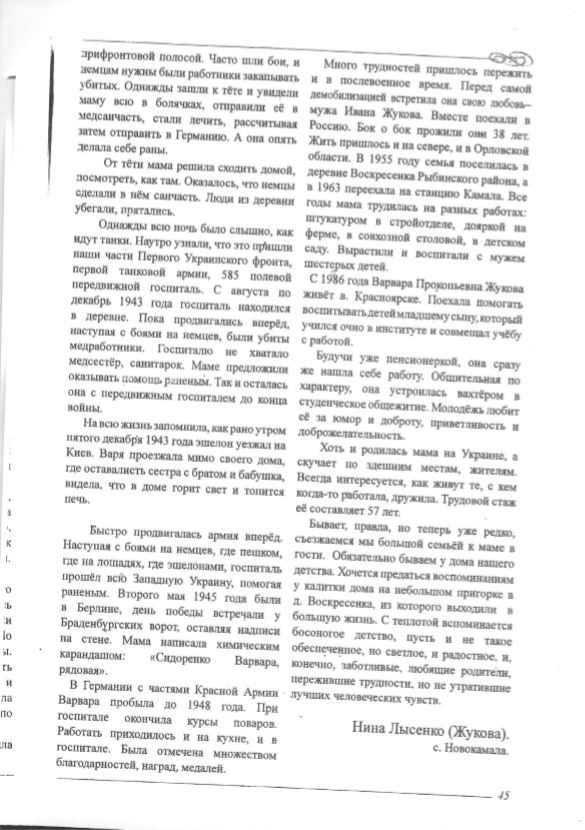 прифронтовой полосой. Часто шли бои, и
немцам нужны были работники закапывать
убитых. Однажды зашли к тёте и увидели
маму всю в болячках, отправили её в
медсанчасть, стали лечить, рассчитывая
затем отправить в Германию. А она опять
делала себе раны.
От тёти мама решила сходить домой,
посмотреть, как там. Оказалось, что немцы
сделали в нём санчасть. Люди из деревни
убегали, прятались.
Однажды всю ночь было слышно, как
идут танки. Наутро узнали, что это пришли
наши части Первого Украинского фронта,
первой танковой армии, 585 полевой
передвижной госпиталь. С августа по
декабрь 1943 года госпиталь находился
в деревне. Пока продвигались вперёд,
наступая с боями на немцев, были убиты
медработники. Госпиталю не хватало
медсестёр, санитарок. Маме предложили
оказывать помощь раненым. Так и осталась
она с передвижным госпиталем до конца
войны.
На всю жизнь запомнила, как рано утром
пятого декабря 1943 года эшелон уезжал на
Киев. Варя проезжала мимо своего дома,
где оставались сестра с братом и бабушка,
видела, что в доме горит свет и топится
печь.
Быстро продвигалась армия вперёд.
Наступая с боями на немцев, где пешком,
где на лошадях, где эшелонами, госпиталь
прошёл всю Западную Украину, помогая
раненым. Второго мая 1945 года были
в Берлине, день победы встречали у
Браденбургских ворот, оставляя надписи
на стене. Мама написала химическим
карандашом: «Сидоренко Варвара,
рядовая».
В Германии с частями Красной Армии
Варвара пробыла до 1948 года. При
госпитале окончила курсы поваров.
Работать приходилось и на кухне, и в
госпитале. Была отмечена множеством
благодарностей, наград, медалей.
Много трудностей пришлось пережить
и в послевоенное время. Перед самой
демобилизацией встретила она свою любовь–
мужа Ивана Жукова. Вместе поехали в
Россию. Бок о бок прожили они 38 лет.
Жить пришлось и на севере, и в Орловской
области. В 1955 году семья поселилась в
деревне Воскресенка Рыбинского района, а
в 1963 переехала на станцию Камала. Все
годы мама трудилась на разных работах:
штукатуром в стройотделе, дояркой на
ферме, в совхозной столовой, в детском
саду. Вырастили и воспитали с мужем
шестерых детей.
С 1986 года Варвара Прокопьевна Жукова
живёт в. Красноярске. Поехала помогать
воспитывать детей младшему сыну, который
учился очно в институте и совмещал учёбу
с работой.
Будучи уже пенсионеркой, она сразу
же нашла себе работу. Общительная по
характеру, она устроилась вахтёром в
студенческое общежитие. Молодёжь любит
её за юмор и доброту, приветливость и
доброжелательность.
Хоть и родилась мама на Украине, а
скучает по здешним местам, жителям.
Всегда интересуется, как живут те, с кем
когда-то работала, дружила. Трудовой стаж
её составляет 57 лет.
Бывает, правда, но теперь уже редко,
съезжаемся мы большой семьёй к маме в
гости. Обязательно бываем у дома нашего
детства. Хочется предаться воспоминаниям
у калитки дома на небольшом пригорке в
д. Воскресенка, из которого выходили в
большую жизнь. С теплотой вспоминается
босоногое детство, пусть и не такое
обеспеченное, но светлое, и радостное, и,
конечно, заботливые, любящие родители,
пережившие трудности, но не утратившие
лучших человеческих чувств.
Нина Лысенко (Жукова).
с. Новокамала.
45